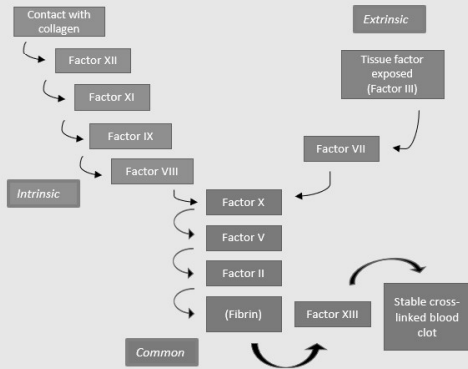 Contact with
collagen
Factor XII
Factor XI
Factor IX
Factor VIII
Intrinsic
Extrinsic
Tissue factor
exposed
(Factor III)
Factor VII
Factor X
Factor V
Factor II
(Fibrin)
Common
Factor XIII
Stable cross-
linked blood
clot